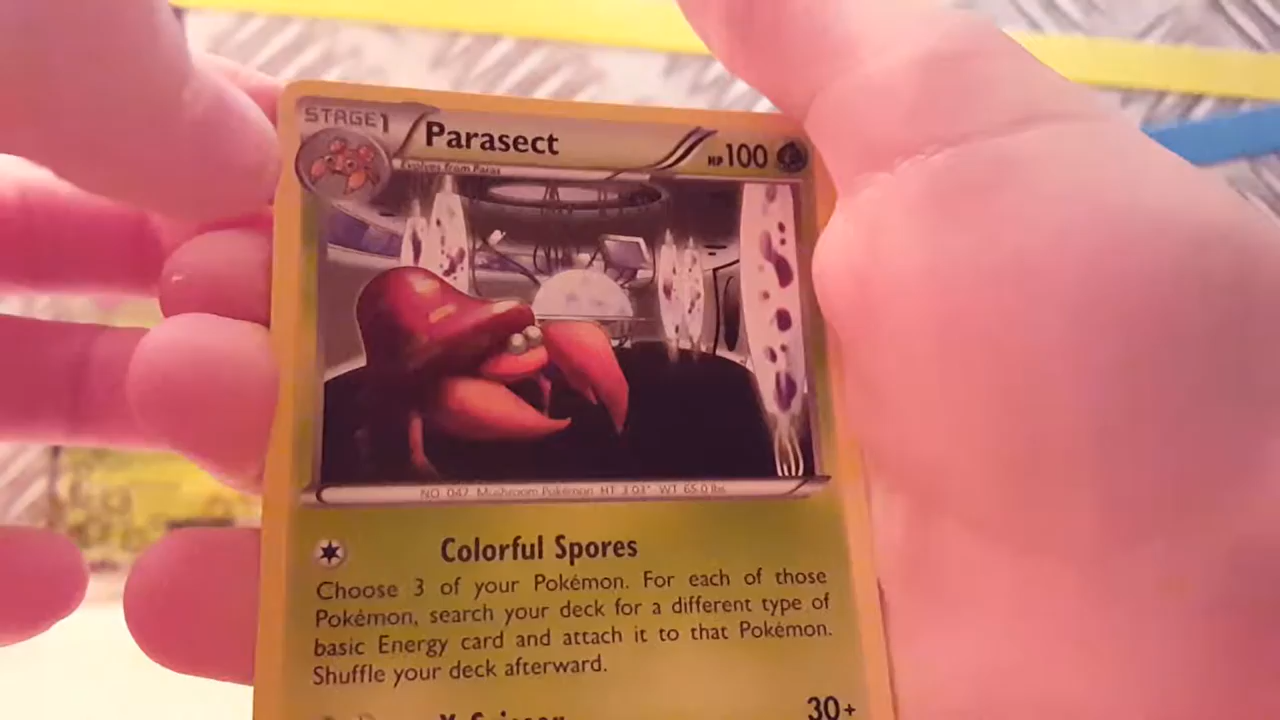 STAGE1
Parasect
HP100
Evolves from Paras
NO. 047 Mushroom Pokémon HT: 3'03" WT: 65.0 lbs.
Colorful Spores
Choose 3 of your Pokémon. For each of those
Pokémon, search your deck for a different type of
basic Energy card and attach it to that Pokémon.
Shuffle your deck afterward.
X-Scissor 30+